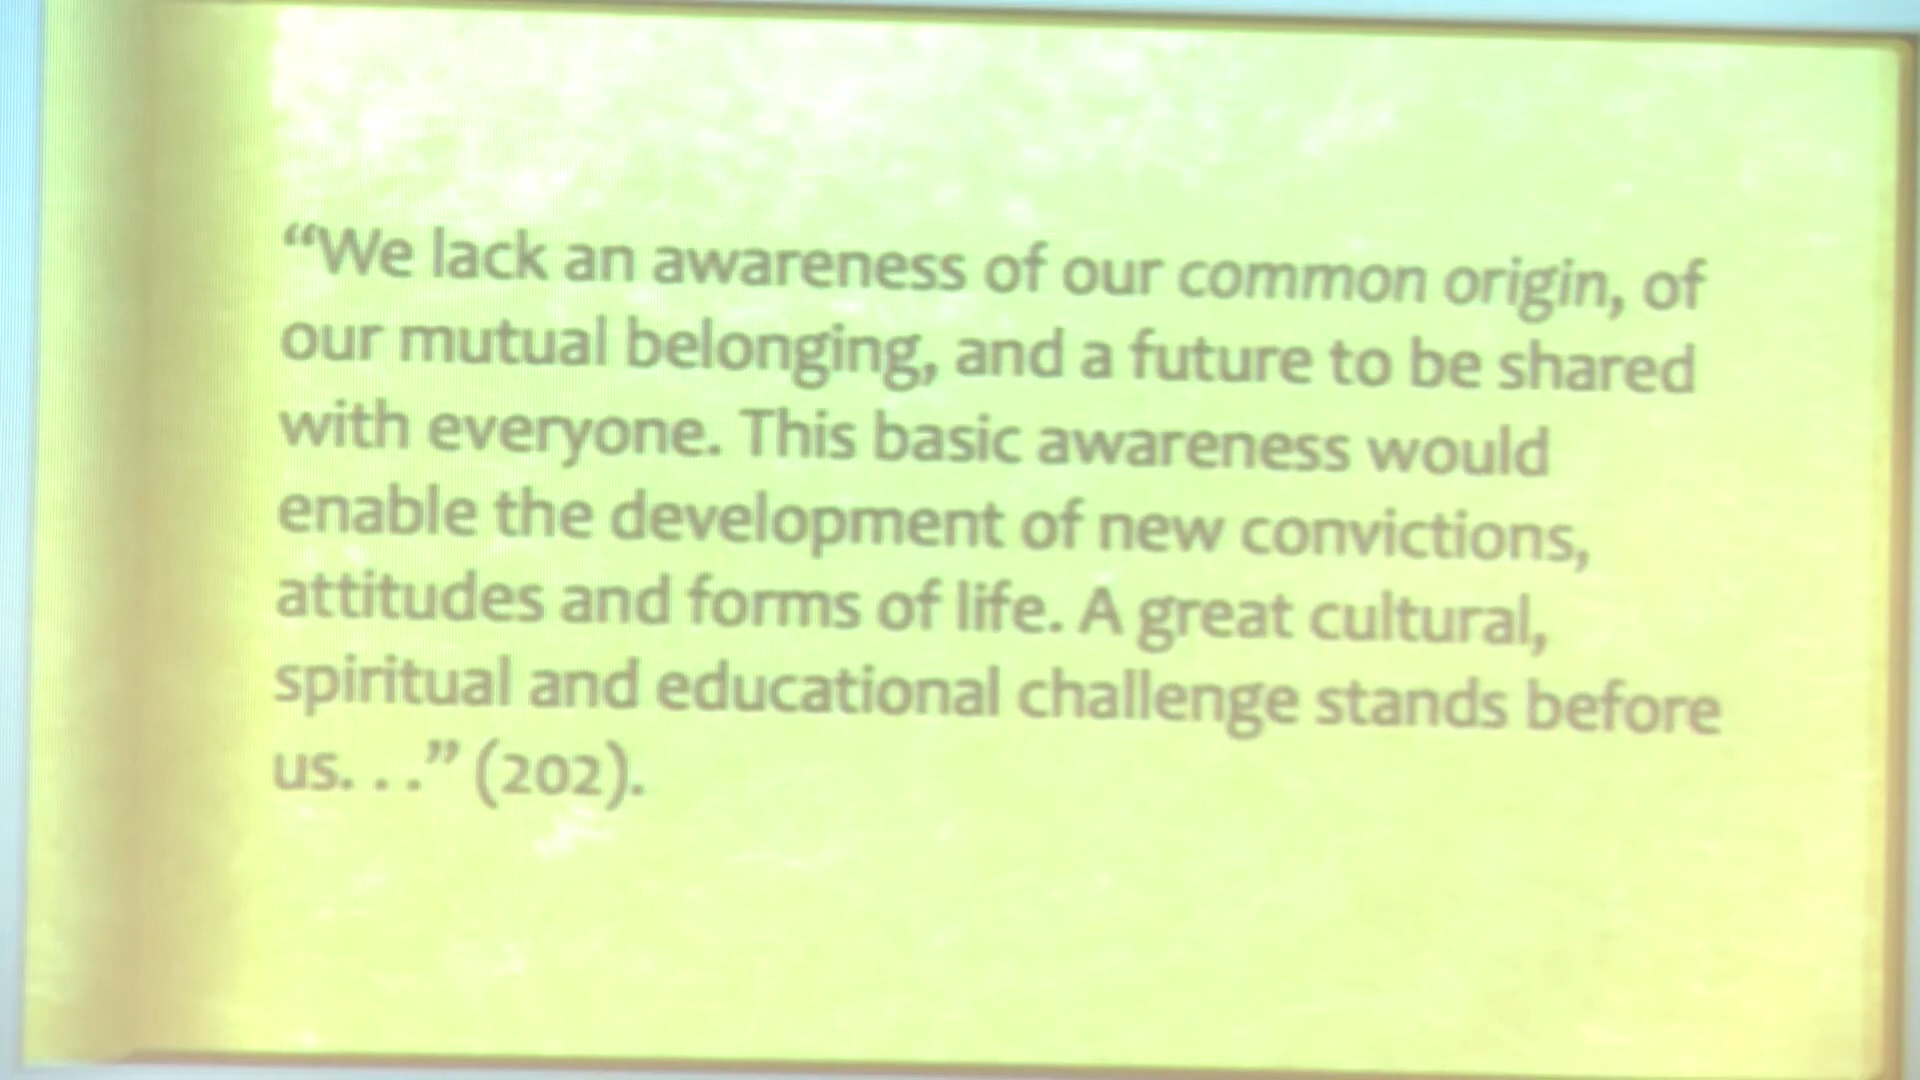 “We lack an awareness of our common origin, of
our mutual belonging, and a future to be shared
with everyone. This basic awareness would
enable the development of new convictions,
attitudes and forms of life. A great cultural,
spiritual and educational challenge stands before
us. . .” (202).